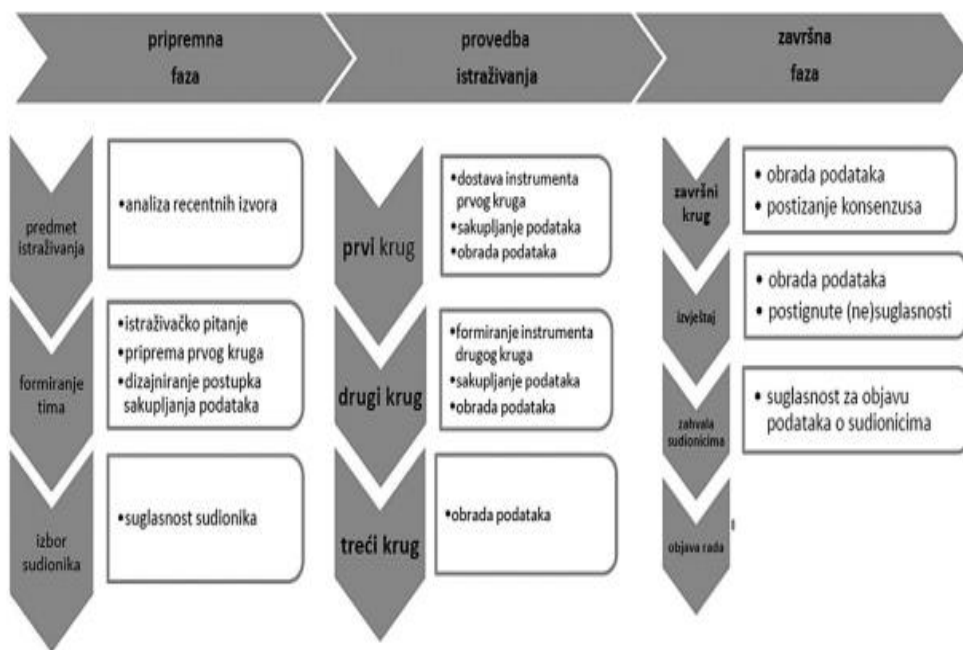 pripremna
faza
provedba
istraživanja
završna
faza
predmet
istraživanja
•analiza recentnih izvora
formiranje
tima
•istraživačko pitanje
•priprema prvog kruga
•dizajniranje postupka
sakupljanja podataka
izbor
sudionika
•suglasnost sudionika
prvi krug
•dostava instrumenta
prvog kruga
•sakupljanje podataka
•obrada podataka
drugi krug
•formiranje instrumenta
drugog kruga
•sakupljanje podataka
•obrada podataka
treći krug
•obrada podataka
završni
krug
• obrada podataka
• postizanje konsenzusa
izvještaj
• obrada podataka
• postignute (ne)suglasnosti
zahvala
sudionicima
• suglasnost za objavu
podataka o sudionicima
objava rada